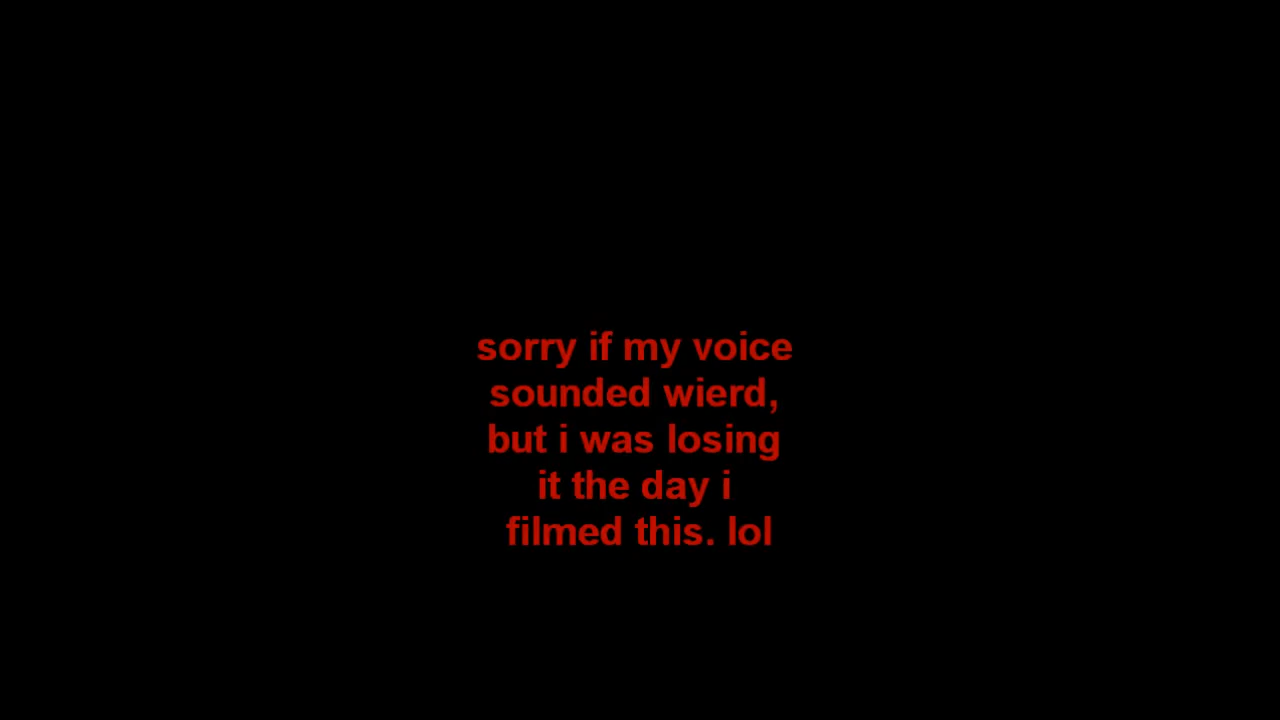 sorry if my voice
sounded wierd,
but i was losing
it the day i
filmed this. lol